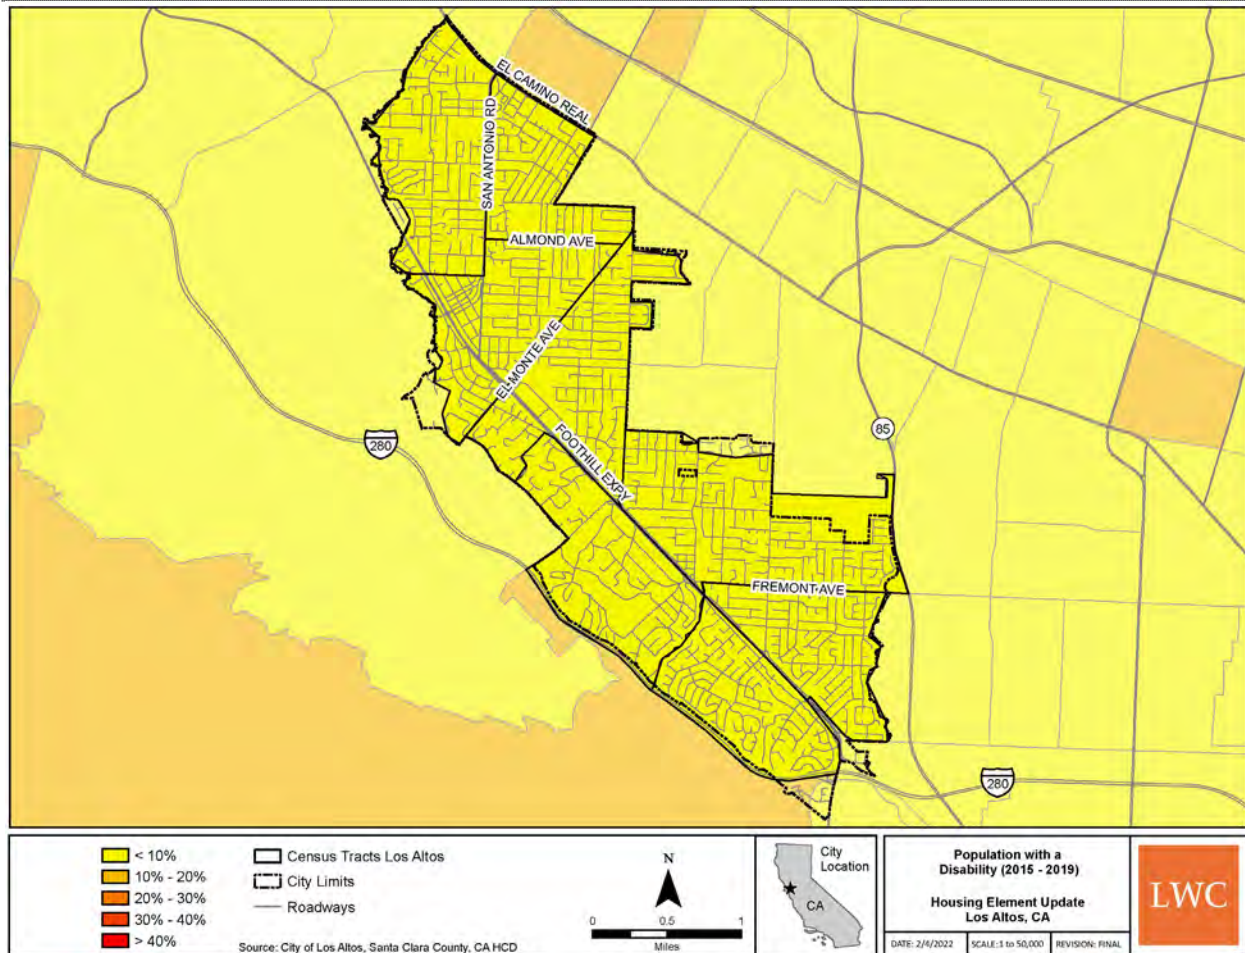 EL CAMINO REAL
SAN ANTONIO RD
ALMOND AVE
EL MONTE AVE
280
FOOTHILL EXPY
85
FREMONT AVE
280
< 10%
10% - 20%
20% - 30%
30% - 40%
> 40%
Census Tracts Los Altos
City Limits
Roadways
Source: City of Los Altos, Santa Clara County, CA HCD
N
0 0.5 1
Miles
City
Location
CA
Population with a
Disability (2015 - 2019)
Housing Element Update
Los Altos, CA
DATE: 2/4/2022 SCALE:1 to 50,000 REVISION: FINAL
LWC